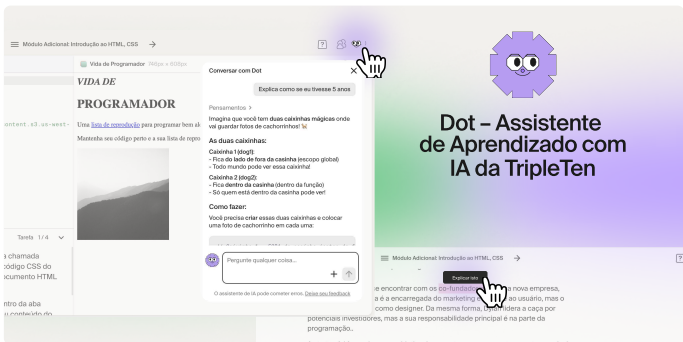 Módulo Adicional: Introdução ao HTML, CSS
Vida de Programador 746px × 608px
VIDA DE
PROGRAMADOR
Uma lista de reprodução para programar bem al
Mantenha seu código perto e a sua lista de repro
ontent.s3.us-west-
Tarefa 1/4
a chamada
código CSS do
ocumento HTML
ntro da aba
u conteúdo do
Conversar com Dot
Explica como se eu tivesse 5 anos
Pensamentos
Imagina que você tem duas caixinhas mágicas onde
vai guardar fotos de cachorrinhos!
As duas caixinhas:
Caixinha 1 (dog1):
- Fica do lado de fora da casinha (escopo global)
- Todo mundo pode ver essa caixinha!
Caixinha 2 (dog2):
- Fica dentro da casinha (dentro da função)
- Só quem está dentro da casinha pode ver!
Como fazer:
Você precisa criar essas duas caixinhas e colocar
uma foto de cachorrinho em cada uma:
Pergunte qualquer coisa...
O assistente de IA pode cometer erros. Deixe seu feedback
Dot – Assistente
de Aprendizado com
IA da TripleTen
Módulo Adicional: Introdução ao HTML, CSS
Explicar isto
e encontrar com os co-fundador a nova empresa,
a é a encarregada do marketing ao usuário, mas o
como designer. Da mesma forma, Dylan lidera a caça por
potenciais investidores, mas a sua responsabilidade principal é na parte da
programação..